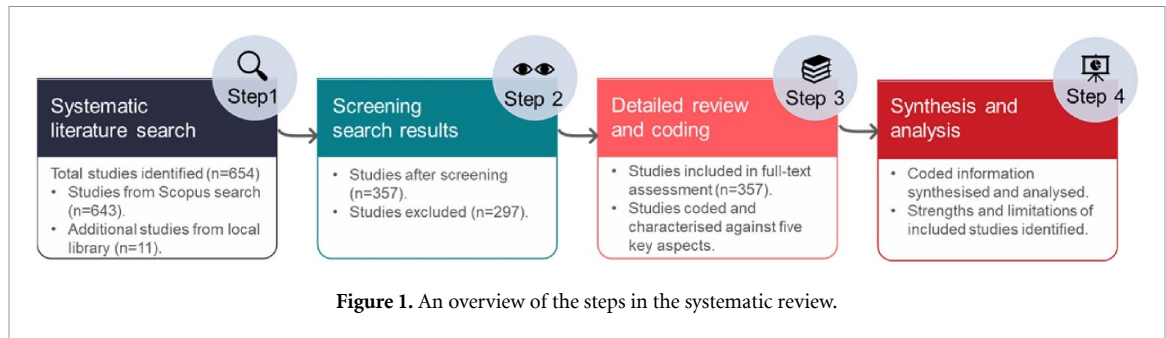 Step1
Systematic
literature search
Total studies identified (n=654)
• Studies from Scopus search
(n=643).
• Additional studies from local
library (n=11).
Step 2
Screening
search results
• Studies after screening
(n=357).
• Studies excluded (n=297).
Step 3
Detailed review
and coding
• Studies included in full-text
assessment (n=357).
• Studies coded and
characterised against five
key aspects.
Step 4
Synthesis and
analysis
• Coded information
synthesised and analysed.
• Strengths and limitations of
included studies identified.
Figure 1. An overview of the steps in the systematic review.